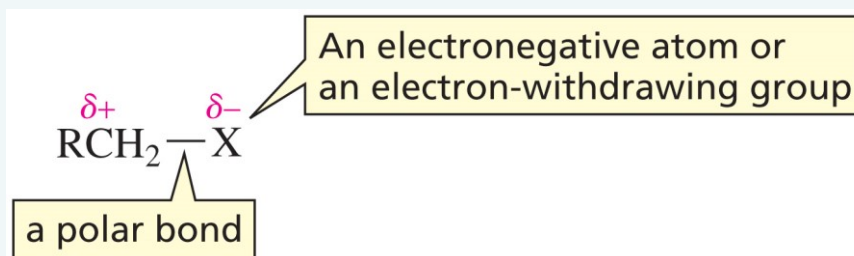 An electronegative atom or
an electron-withdrawing group
δ+ δ−
RCH₂—X
a polar bond